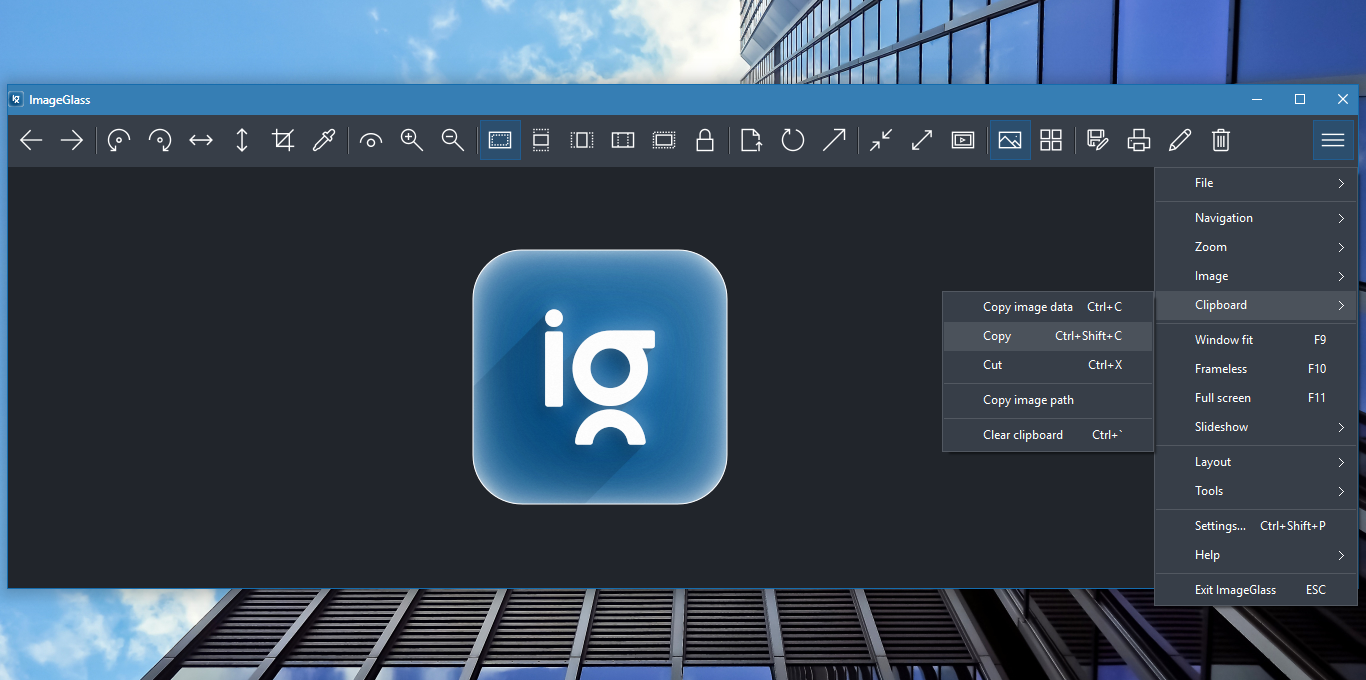 ImageGlass
File
Navigation
Zoom
Image
Clipboard
Window fit F9
Frameless F10
Full screen F11
Slideshow
Layout
Tools
Settings... Ctrl+Shift+P
Help
Exit ImageGlass ESC
Copy image data Ctrl+C
Copy Ctrl+Shift+C
Cut Ctrl+X
Copy image path
Clear clipboard Ctrl+`
ig